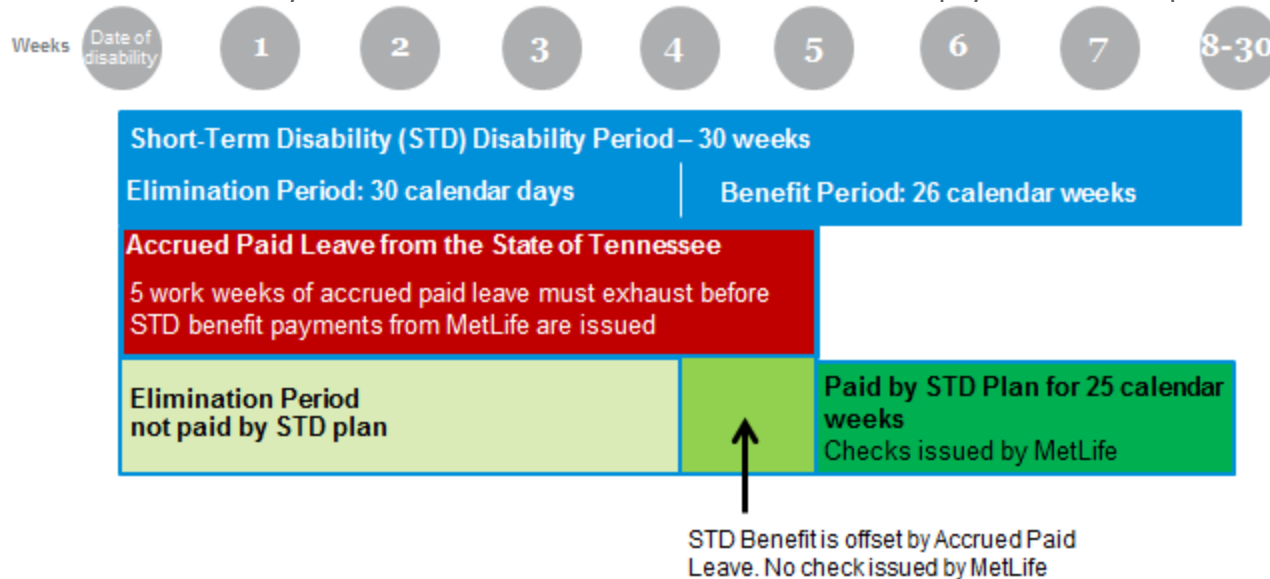 Weeks
Date of
disability
1
2
3
4
5
6
7
8-30
Short-Term Disability (STD) Disability Period – 30 weeks
Elimination Period: 30 calendar days
Benefit Period: 26 calendar weeks
Accrued Paid Leave from the State of Tennessee
5 work weeks of accrued paid leave must exhaust before
STD benefit payments from MetLife are issued
Elimination Period
not paid by STD plan
Paid by STD Plan for 25 calendar
weeks
Checks issued by MetLife
STD Benefit is offset by Accrued Paid
Leave. No check issued by MetLife